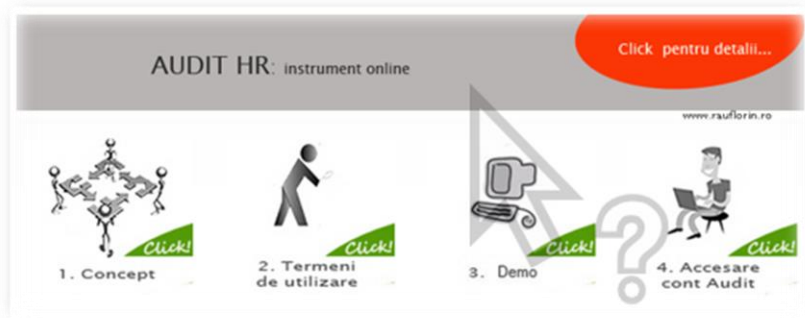 AUDIT HR: instrument online
Click pentru detalii...
www.rauflorin.ro
Click!
Click!
Click!
Click!
1. Concept
2. Termeni
de utilizare
3. Demo
4. Accesare
cont Audit